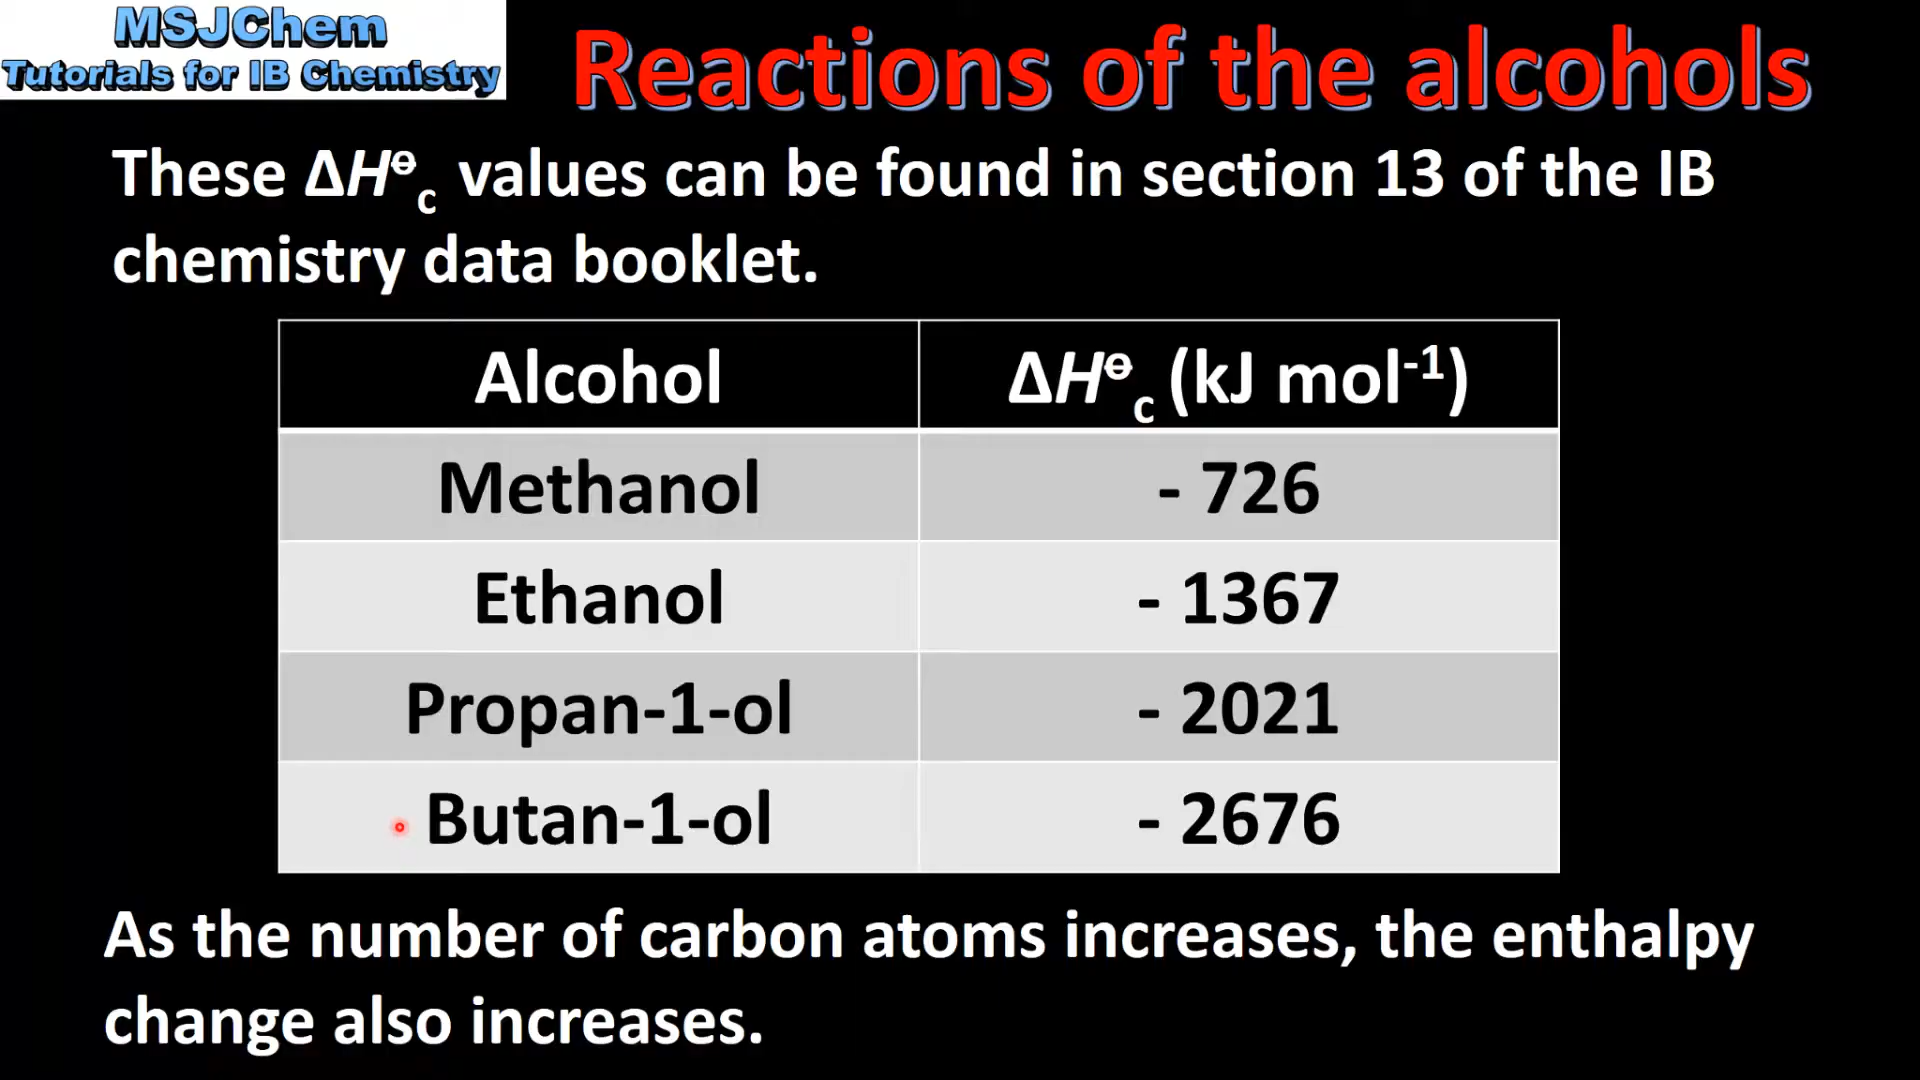 MSJChem
Tutorials for IB Chemistry
Reactions of the alcohols
These ΔH⦵c values can be found in section 13 of the IB
chemistry data booklet.
Alcohol ΔH⦵c (kJ mol-1)
Methanol - 726
Ethanol - 1367
Propan-1-ol - 2021
Butan-1-ol - 2676
As the number of carbon atoms increases, the enthalpy
change also increases.